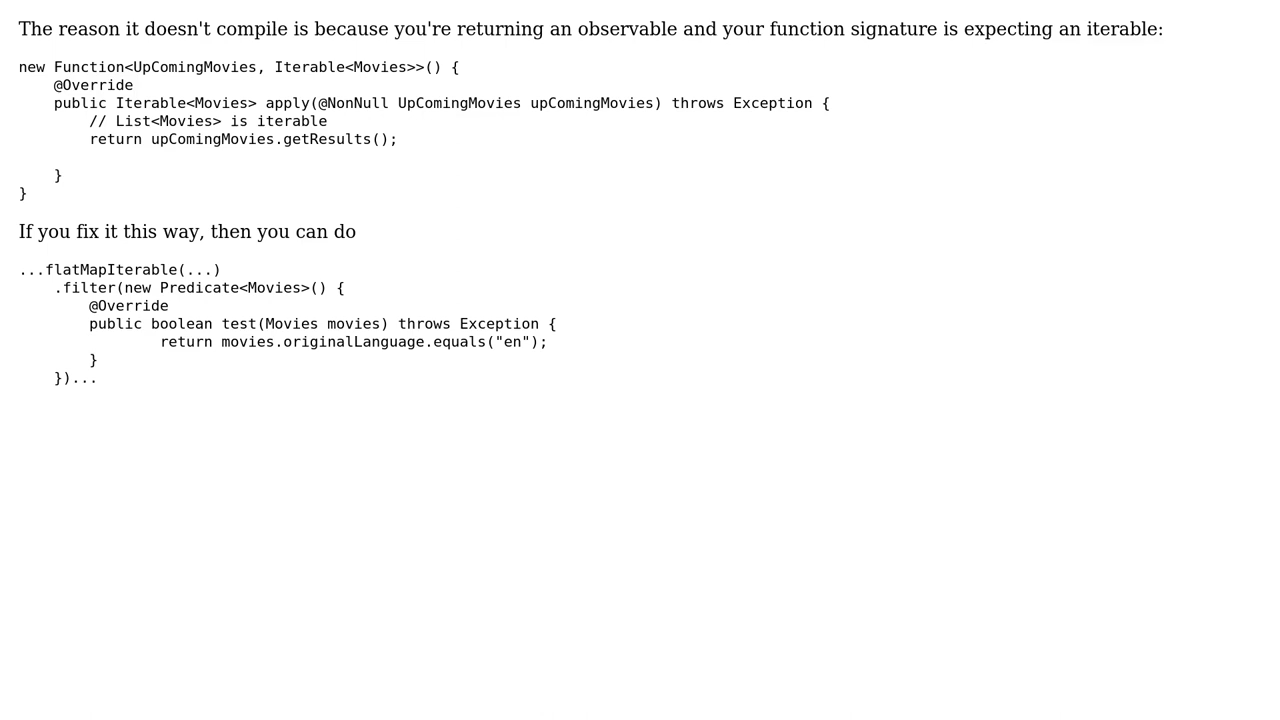 The reason it doesn't compile is because you're returning an observable and your function signature is expecting an iterable:
new Function<UpComingMovies, Iterable<Movies>>() {
    @Override
    public Iterable<Movies> apply(@NonNull UpComingMovies upComingMovies) throws Exception {
        // List<Movies> is iterable
        return upComingMovies.getResults();

    }
}
If you fix it this way, then you can do
...flatMapIterable(...)
    .filter(new Predicate<Movies>() {
        @Override
        public boolean test(Movies movies) throws Exception {
                return movies.originalLanguage.equals("en");
        }
    })...